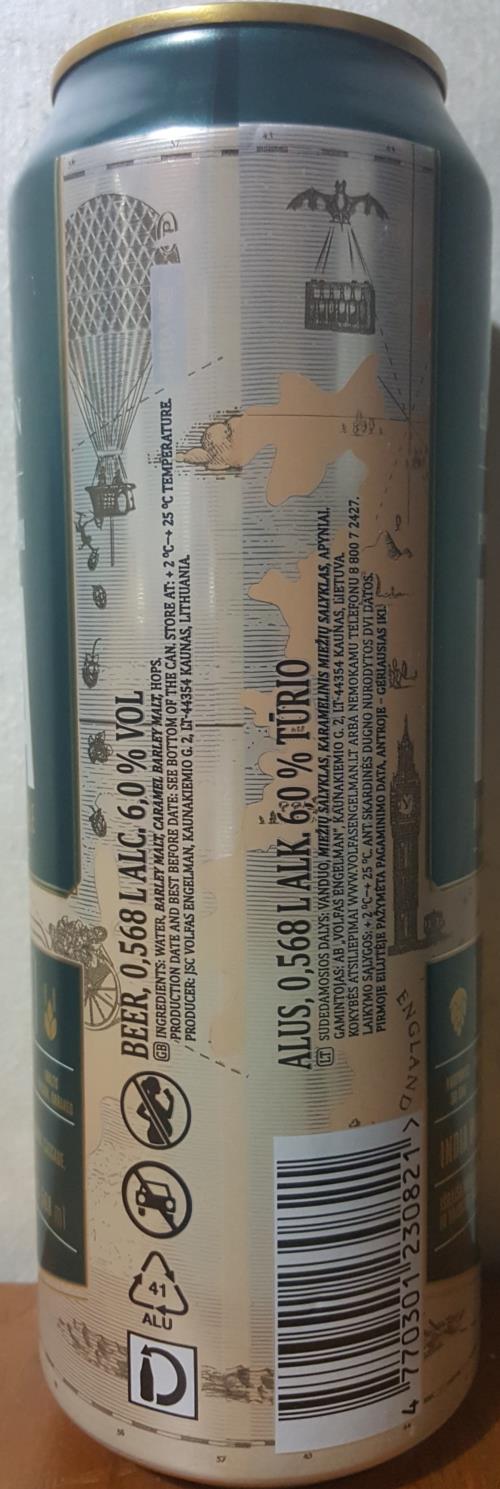 BEER, 0,568 L ALC. 6,0 % VOL
GB INGREDIENTS: WATER, BARLEY MALT, CARAMEL BARLEY MALT, HOPS.
PRODUCTION DATE AND BEST BEFORE DATE: SEE BOTTOM OF THE CAN. STORE AT: + 2 °C–+ 25 °C TEMPERATURE.
PRODUCER: JSC VOLFAS ENGELMAN, KAUNAKIEMIO G. 2, LT-44354 KAUNAS, LITHUANIA.
ALUS, 0,568 L ALK. 6,0 % TŪRIO
LT SUDEDAMOSIOS DALYS: VANDUO, MIEŽIŲ SALYKLAS, KARAMELINIS MIEŽIŲ SALYKLAS, APYNIAI.
GAMINTOJAS: AB „VOLFAS ENGELMAN", KAUNAKIEMIO G. 2, LT-44354 KAUNAS, LIETUVA.
KOKYBĖS ATSILIEPIMAI WWW.VOLFASENGELMAN.LT ARBA NEMOKAMU TELEFONU 8 800 7 2427.
LAIKYMO SĄLYGOS: + 2 °C–+ 25 °C. ANT SKARDINĖS DUGNO NURODYTOS DVI DATOS:
PIRMOJE EILUTĖJE PAŽYMĖTA PAGAMINIMO DATA, ANTROJE – GERIAUSIAS IKI.
ENGLAND
41
ALU
4 770301 230821 >
INDIA